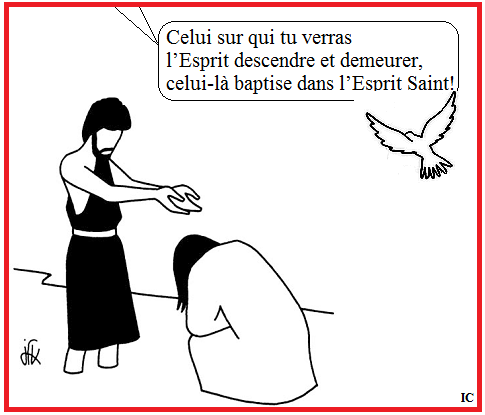 Celui sur qui tu verras
l’Esprit descendre et demeurer,
celui-là baptise dans l’Esprit Saint!
IC